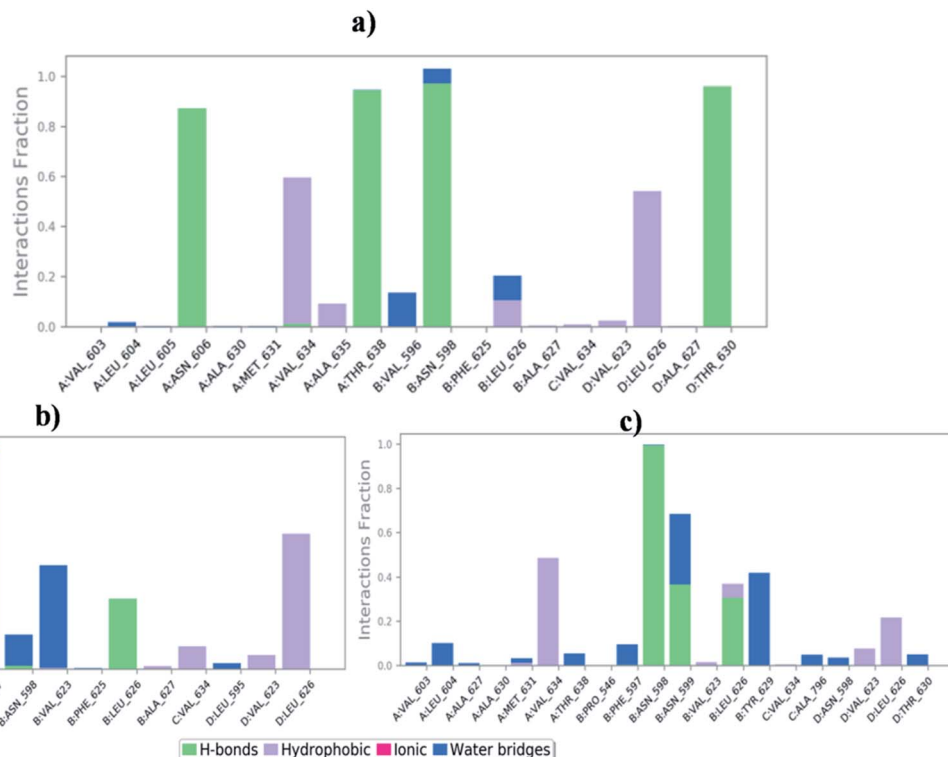 a)
Interactions Fraction
1.0
0.8
0.6
0.4
0.2
0.0
A:VAL_603
A:LEU_604
A:LEU_605
A:ASN_606
A:ALA_630
A:MET_631
A:VAL_634
A:ALA_635
A:THR_638
B:VAL_596
B:ASN_598
B:PHE_625
B:LEU_626
B:ALA_627
C:VAL_634
D:VAL_623
D:LEU_626
D:ALA_627
D:THR_630
b)
B:ASN_598
B:VAL_623
B:PHE_625
B:LEU_626
B:ALA_627
C:VAL_634
D:LEU_595
D:VAL_623
D:LEU_626
c)
Interactions Fraction
1.0
0.8
0.6
0.4
0.2
0.0
A:VAL_603
A:LEU_604
A:ALA_627
A:ALA_630
A:MET_631
A:VAL_634
A:THR_638
B:PRO_546
B:PHE_597
B:ASN_598
B:ASN_599
B:VAL_623
B:LEU_626
B:TYR_629
C:VAL_634
C:ALA_796
D:ASN_598
D:VAL_623
D:LEU_626
D:THR_630
H-bonds Hydrophobic Ionic Water bridges